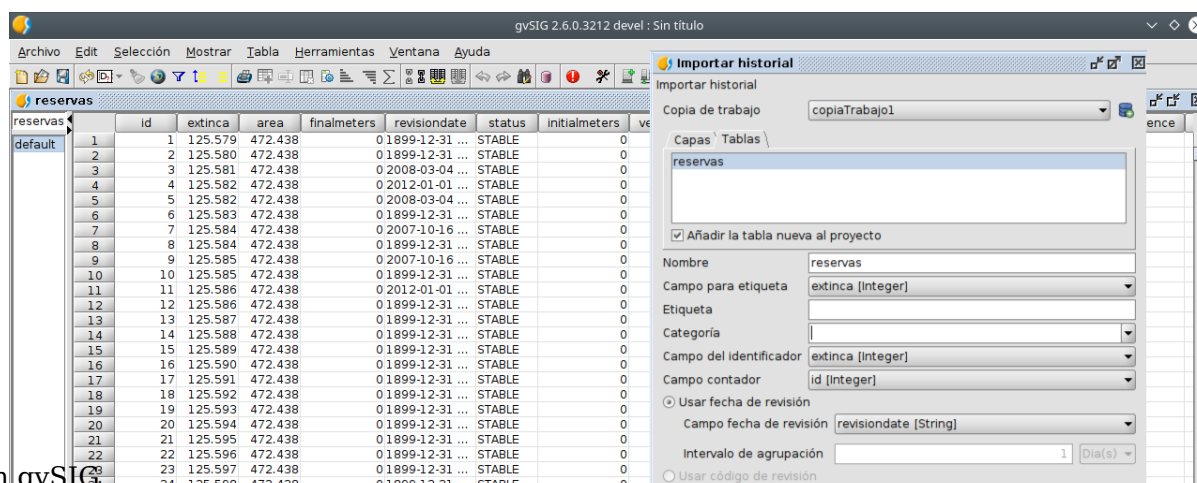 gvSIG 2.6.0.3212 devel : Sin título
Archivo Edit Selección Mostrar Tabla Herramientas Ventana Ayuda
reservas
reservas id extinca area finalmeters revisiondate status initialmeters ve
default 1 1 125.579 472.438 0 1899-12-31 ... STABLE 0
2 2 125.580 472.438 0 1899-12-31 ... STABLE 0
3 3 125.581 472.438 0 2008-03-04 ... STABLE 0
4 4 125.582 472.438 0 2012-01-01 ... STABLE 0
5 5 125.582 472.438 0 2008-03-04 ... STABLE 0
6 6 125.583 472.438 0 1899-12-31 ... STABLE 0
7 7 125.584 472.438 0 2007-10-16 ... STABLE 0
8 8 125.584 472.438 0 1899-12-31 ... STABLE 0
9 9 125.585 472.438 0 2007-10-16 ... STABLE 0
10 10 125.585 472.438 0 1899-12-31 ... STABLE 0
11 11 125.586 472.438 0 2012-01-01 ... STABLE 0
12 12 125.586 472.438 0 1899-12-31 ... STABLE 0
13 13 125.587 472.438 0 1899-12-31 ... STABLE 0
14 14 125.588 472.438 0 1899-12-31 ... STABLE 0
15 15 125.589 472.438 0 1899-12-31 ... STABLE 0
16 16 125.590 472.438 0 1899-12-31 ... STABLE 0
17 17 125.591 472.438 0 1899-12-31 ... STABLE 0
18 18 125.592 472.438 0 1899-12-31 ... STABLE 0
19 19 125.593 472.438 0 1899-12-31 ... STABLE 0
20 20 125.594 472.438 0 1899-12-31 ... STABLE 0
21 21 125.595 472.438 0 1899-12-31 ... STABLE 0
22 22 125.596 472.438 0 1899-12-31 ... STABLE 0
23 23 125.597 472.438 0 1899-12-31 ... STABLE 0
gvSIG
Importar historial
Importar historial
Copia de trabajo copiaTrabajo1
Capas Tablas
reservas
Añadir la tabla nueva al proyecto
Nombre reservas
Campo para etiqueta extinca [Integer]
Etiqueta
Categoría
Campo del identificador extinca [Integer]
Campo contador id [Integer]
Usar fecha de revisión
Campo fecha de revisión revisiondate [String]
Intervalo de agrupación 1 Dia(s)
Usar código de revisión
ence